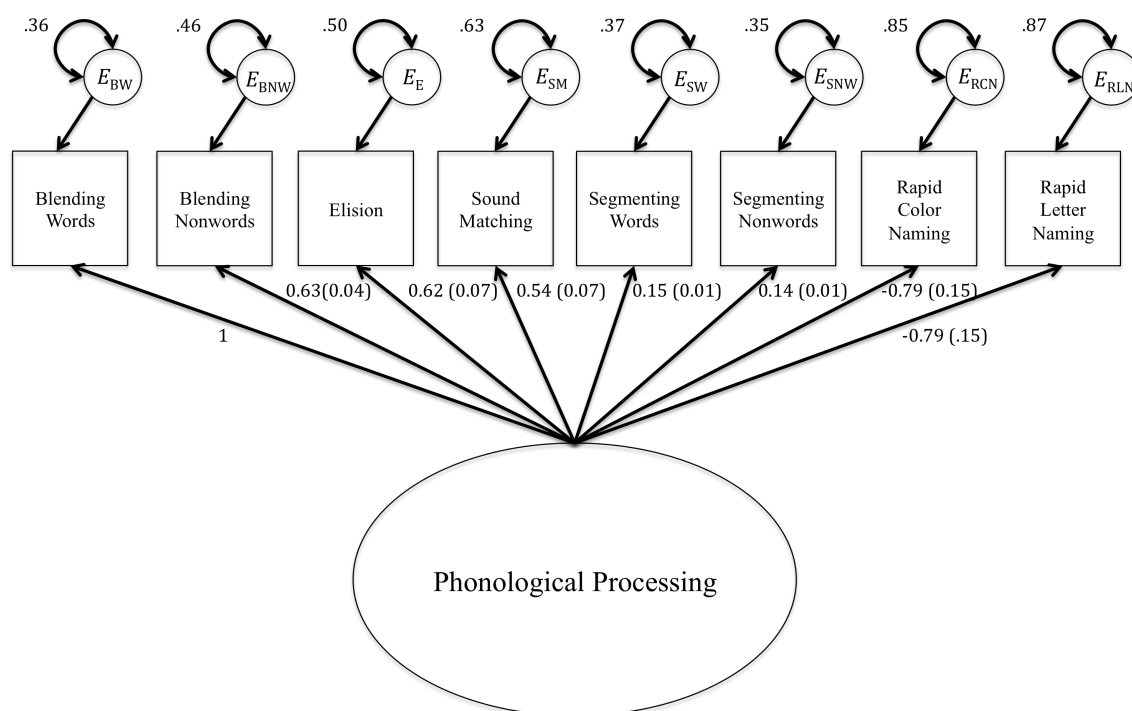 .36
.46
.50
.63
.37
.35
.85
.87
E_BW
E_BNW
E_E
E_SM
E_SW
E_SNW
E_RCN
E_RLN
Blending
Words
Blending
Nonwords
Elision
Sound
Matching
Segmenting
Words
Segmenting
Nonwords
Rapid
Color
Naming
Rapid
Letter
Naming
0.63(0.04)
0.62 (0.07)
0.54 (0.07)
0.15 (0.01)
0.14 (0.01)
-0.79 (0.15)
1
-0.79 (.15)
Phonological Processing